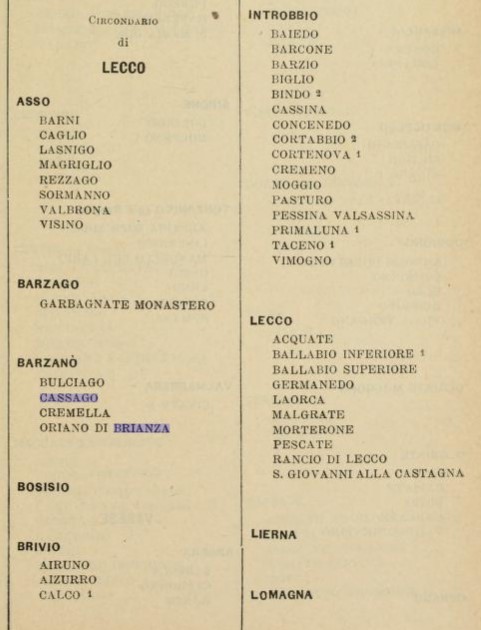 CIRCONDARIO
di
LECCO
ASSO
BARNI
CAGLIO
LASNIGO
MAGRIGLIO
REZZAGO
SORMANNO
VALBRONA
VISINO
BARZAGO
GARBAGNATE MONASTERO
BARZANÒ
BULCIAGO
CASSAGO
CREMELLA
ORIANO DI BRIANZA
BOSISIO
BRIVIO
AIRUNO
AIZURRO
CALCO ¹
INTROBBIO
BAIEDO
BARCONE
BARZIO
BIGLIO
BINDO ²
CASSINA
CONCENEDO
CORTABBIO ²
CORTENOVA ¹
CREMENO
MOGGIO
PASTURO
PESSINA VALSASSINA
PRIMALUNA ¹
TACENO ¹
VIMOGNO
LECCO
ACQUATE
BALLABIO INFERIORE ¹
BALLABIO SUPERIORE
GERMANEDO
LAORCA
MALGRATE
MORTERONE
PESCATE
RANCIO DI LECCO
S. GIOVANNI ALLA CASTAGNA
LIERNA
LOMAGNA